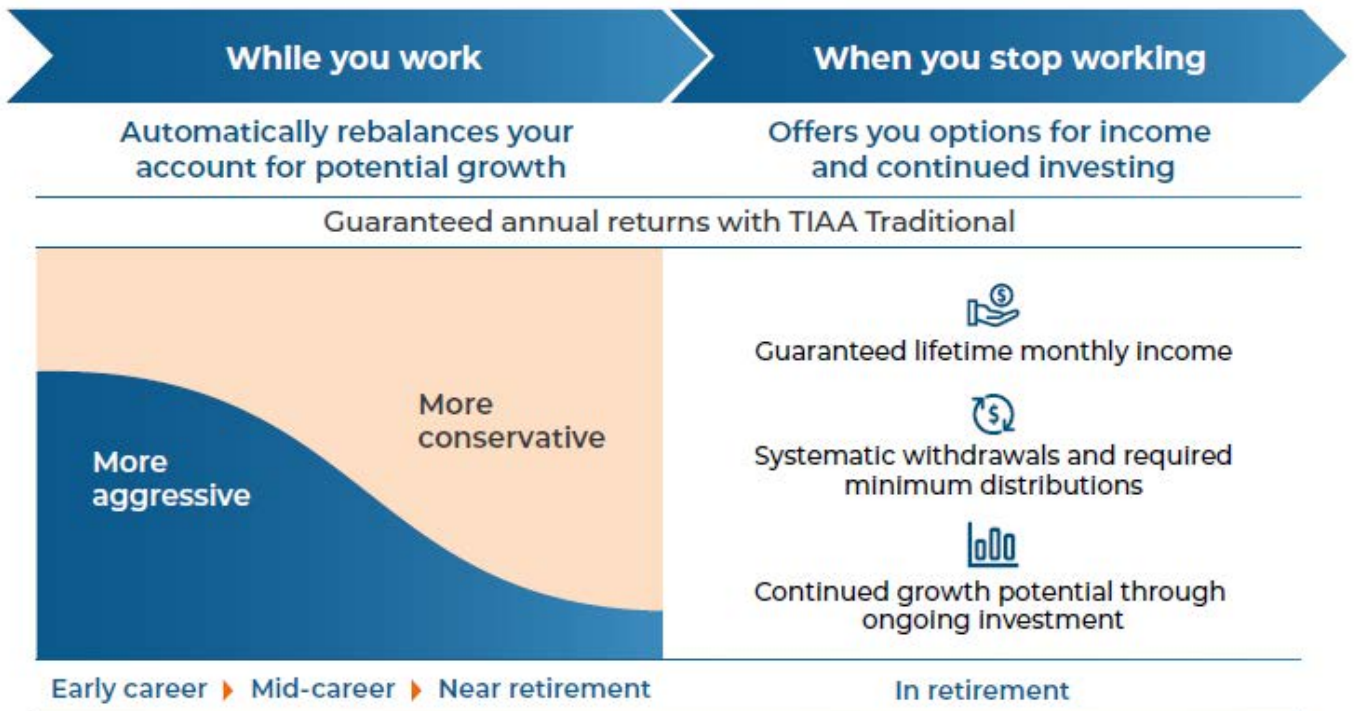 While you work
When you stop working
Automatically rebalances your
account for potential growth
Offers you options for income
and continued investing
Guaranteed annual returns with TIAA Traditional
More
aggressive
More
conservative
Guaranteed lifetime monthly income
Systematic withdrawals and required
minimum distributions
Continued growth potential through
ongoing investment
Early career
Mid-career
Near retirement
In retirement